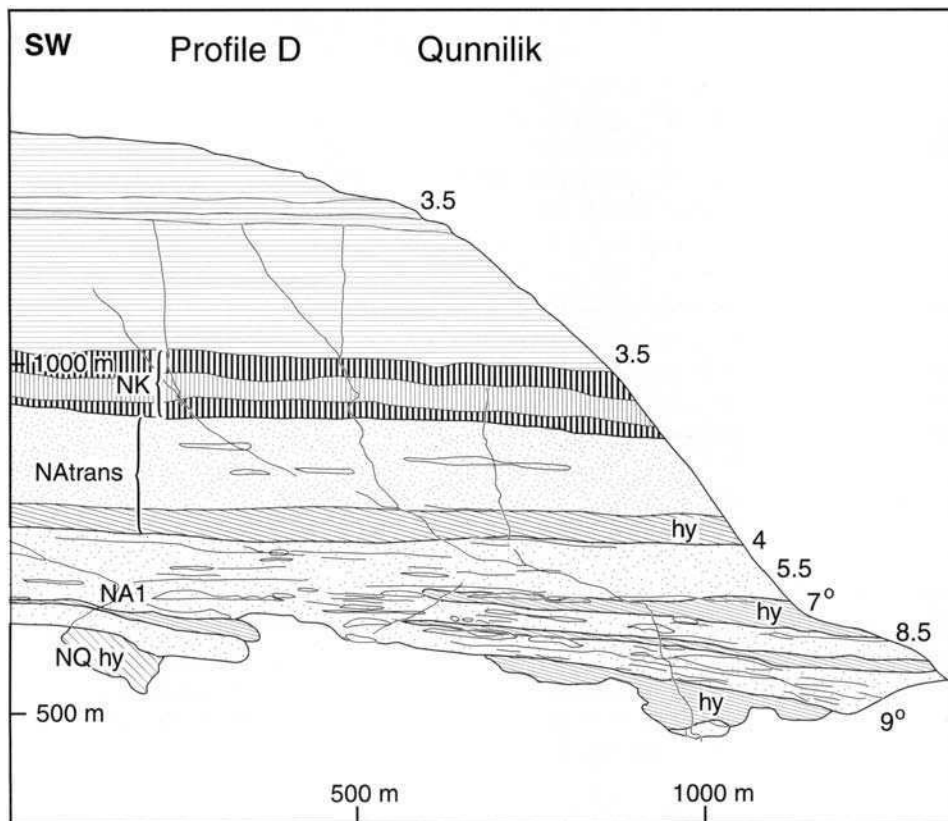 SW Profile D Qunnilik
3.5
3.5
1000 m
NK
NAtrans
hy
4
5.5
NA1
7°
hy
8.5
NQ hy
hy
500 m
9°
500 m 1000 m